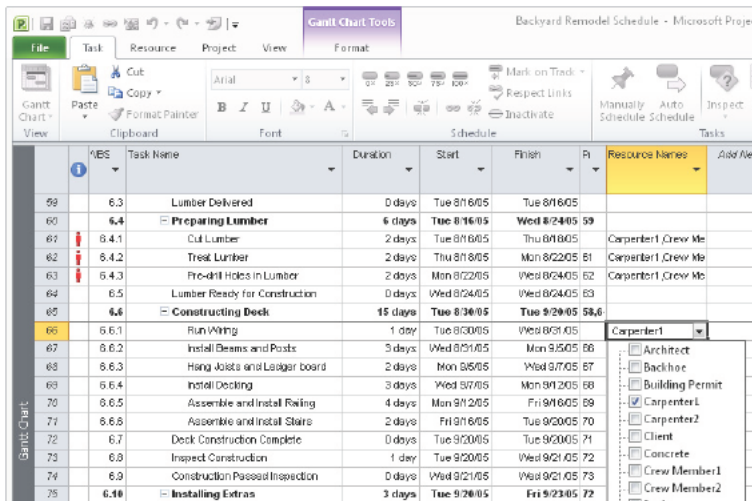 Gantt Chart Tools Backyard Remodel Schedule - Microsoft Proje
File Task Resource Project View Format
Cut
Copy
Format Painter
Paste
Gantt Chart
View
Clipboard
Arial 8
B I U A
Font
0% 25% 50% 75% 100%
Mark on Track
Respect Links
Inactivate
Schedule
Manually Schedule
Auto Schedule
Inspect
Tasks
WBS Task Name Duration Start Finish Pr Resource Names Add Ne
59 6.3 Lumber Delivered 0 days Tue 8/16/05 Tue 8/16/05
60 6.4 Preparing Lumber 6 days Tue 8/16/05 Wed 8/24/05 59
61 6.4.1 Cut Lumber 2 days Tue 8/16/05 Thu 8/18/05 Carpenter1,Crew Me
62 6.4.2 Treat Lumber 2 days Thu 8/18/05 Mon 8/22/05 61 Carpenter1,Crew Me
63 6.4.3 Pre-drill Holes in Lumber 2 days Mon 8/22/05 Wed 8/24/05 62 Carpenter1,Crew Me
64 6.5 Lumber Ready for Construction 0 days Wed 8/24/05 Wed 8/24/05 63
65 6.6 Constructing Deck 15 days Tue 8/30/05 Tue 9/20/05 58,6
66 6.6.1 Run Wiring 1 day Tue 8/30/05 Wed 8/31/05 Carpenter1
67 6.6.2 Install Beams and Posts 3 days Wed 8/31/05 Mon 9/5/05 66 Architect
68 6.6.3 Hang Joists and Ledger board 2 days Mon 9/5/05 Wed 9/7/05 67 Backhoe
69 6.6.4 Install Decking 3 days Wed 9/7/05 Mon 9/12/05 68 Building Permit
70 6.6.5 Assemble and Install Railing 4 days Mon 9/12/05 Fri 9/16/05 69 Carpenter1
71 6.6.6 Assemble and Install Stairs 2 days Fri 9/16/05 Tue 9/20/05 70 Carpenter2
72 6.7 Deck Construction Complete 0 days Tue 9/20/05 Tue 9/20/05 71 Client
73 6.8 Inspect Construction 1 day Tue 9/20/05 Wed 9/21/05 72 Concrete
74 6.9 Construction Passed Inspection 0 days Wed 9/21/05 Wed 9/21/05 73 Crew Member1
75 6.10 Installing Extras 3 days Tue 9/20/05 Fri 9/23/05 72 Crew Member2
Gantt Chart